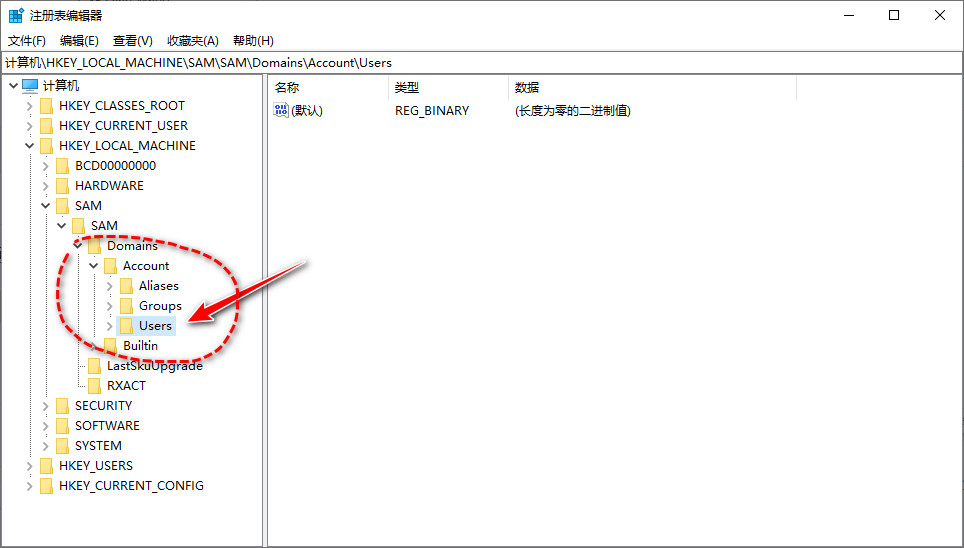 注册表编辑器
文件(F) 编辑(E) 查看(V) 收藏夹(A) 帮助(H)
计算机\HKEY_LOCAL_MACHINE\SAM\SAM\Domains\Account\Users
计算机
HKEY_CLASSES_ROOT
HKEY_CURRENT_USER
HKEY_LOCAL_MACHINE
BCD00000000
HARDWARE
SAM
SAM
Domains
Account
Aliases
Groups
Users
Builtin
LastSkuUpgrade
RXACT
SECURITY
SOFTWARE
SYSTEM
HKEY_USERS
HKEY_CURRENT_CONFIG
名称 类型 数据
(默认) REG_BINARY (长度为零的二进制值)